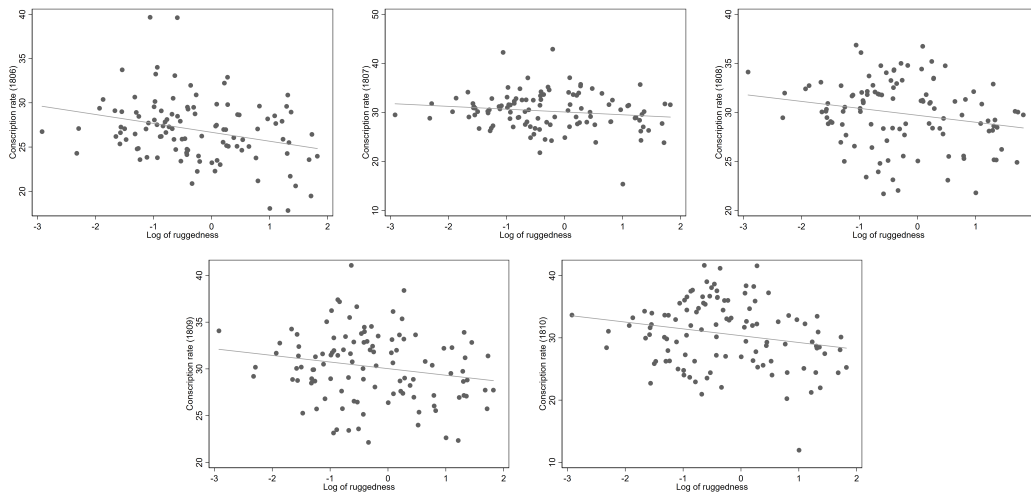 40
35
30
25
20
Conscription rate (1806)
-3 -2 -1 0 1 2
Log of ruggedness
50
40
30
20
10
Conscription rate (1807)
-3 -2 -1 0 1 2
Log of ruggedness
40
35
30
25
20
Conscription rate (1808)
-3 -2 -1 0 1 2
Log of ruggedness
40
35
30
25
20
Conscription rate (1809)
-3 -2 -1 0 1 2
Log of ruggedness
40
30
20
10
Conscription rate (1810)
-3 -2 -1 0 1 2
Log of ruggedness